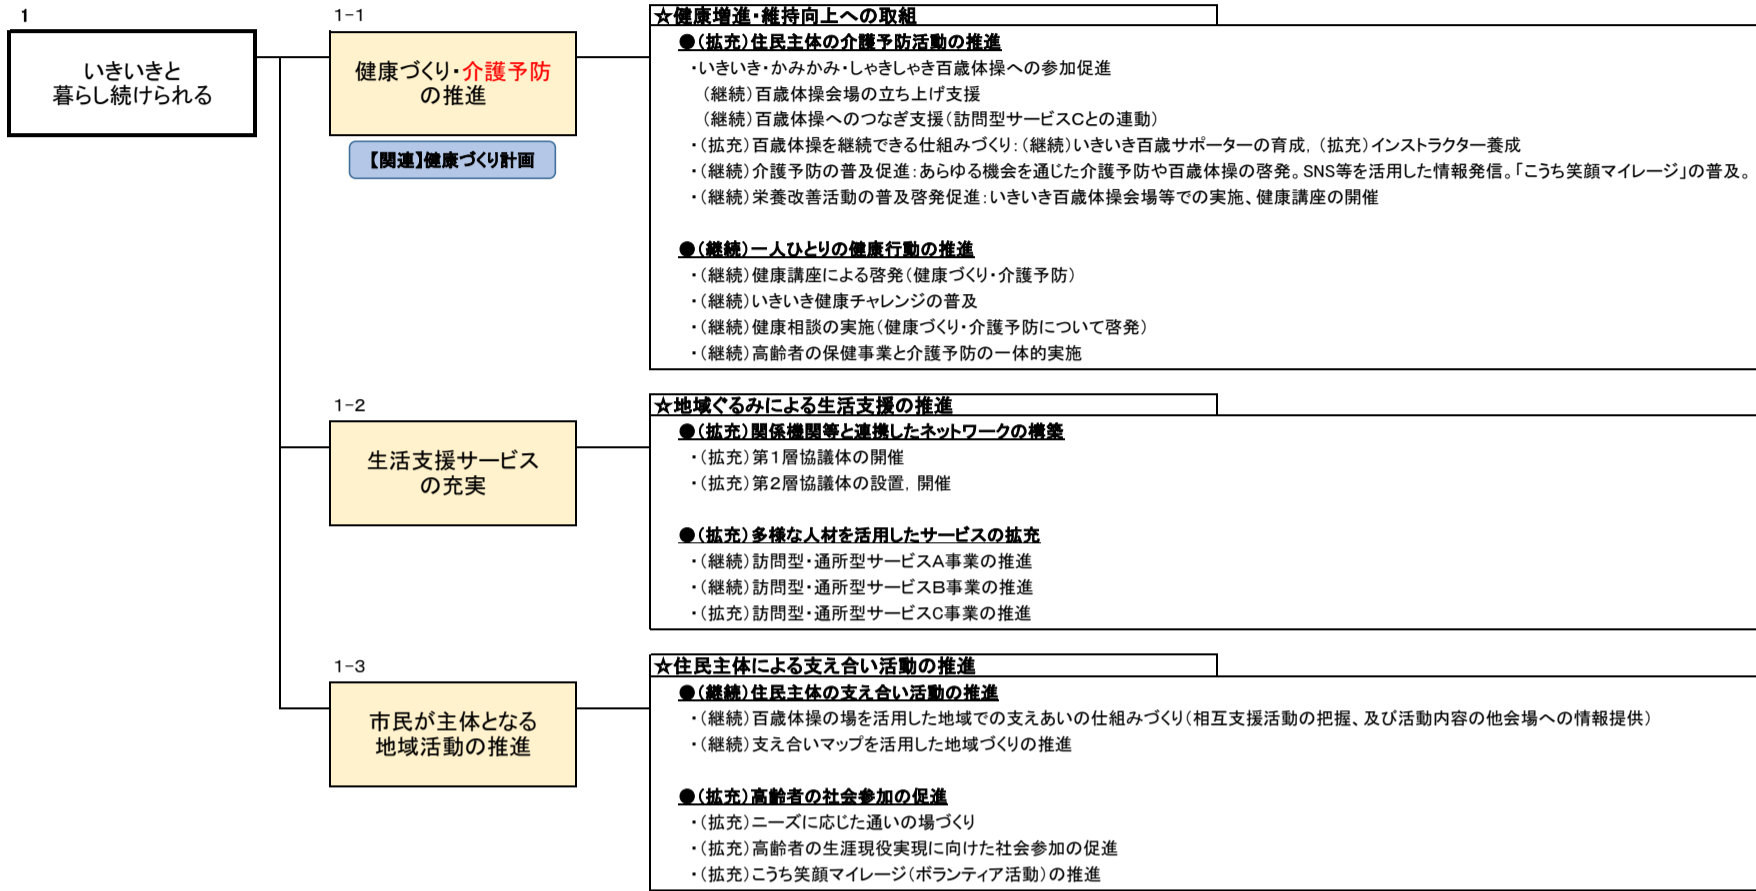 1
いきいきと
暮らし続けられる
1-1
健康づくり・介護予防
の推進
【関連】健康づくり計画
☆健康増進・維持向上への取組
●(拡充)住民主体の介護予防活動の推進
・いきいき・かみかみ・しゃきしゃき百歳体操への参加促進
(継続)百歳体操会場の立ち上げ支援
(継続)百歳体操へのつなぎ支援(訪問型サービスCとの連動)
・(拡充)百歳体操を継続できる仕組みづくり:(継続)いきいき百歳サポーターの育成，(拡充)インストラクター養成
・(継続)介護予防の普及促進:あらゆる機会を通じた介護予防や百歳体操の啓発。SNS等を活用した情報発信。「こうち笑顔マイレージ」の普及。
・(継続)栄養改善活動の普及啓発促進:いきいき百歳体操会場等での実施、健康講座の開催
●(継続)一人ひとりの健康行動の推進
・(継続)健康講座による啓発(健康づくり・介護予防)
・(継続)いきいき健康チャレンジの普及
・(継続)健康相談の実施(健康づくり・介護予防について啓発)
・(継続)高齢者の保健事業と介護予防の一体的実施
1-2
生活支援サービス
の充実
☆地域ぐるみによる生活支援の推進
●(拡充)関係機関等と連携したネットワークの構築
・(拡充)第1層協議体の開催
・(拡充)第2層協議体の設置，開催
●(拡充)多様な人材を活用したサービスの拡充
・(継続)訪問型・通所型サービスA事業の推進
・(継続)訪問型・通所型サービスB事業の推進
・(拡充)訪問型・通所型サービスC事業の推進
1-3
市民が主体となる
地域活動の推進
☆住民主体による支え合い活動の推進
●(継続)住民主体の支え合い活動の推進
・(継続)百歳体操の場を活用した地域での支えあいの仕組みづくり(相互支援活動の把握、及び活動内容の他会場への情報提供)
・(継続)支え合いマップを活用した地域づくりの推進
●(拡充)高齢者の社会参加の促進
・(拡充)ニーズに応じた通いの場づくり
・(拡充)高齢者の生涯現役実現に向けた社会参加の促進
・(拡充)こうち笑顔マイレージ(ボランティア活動)の推進